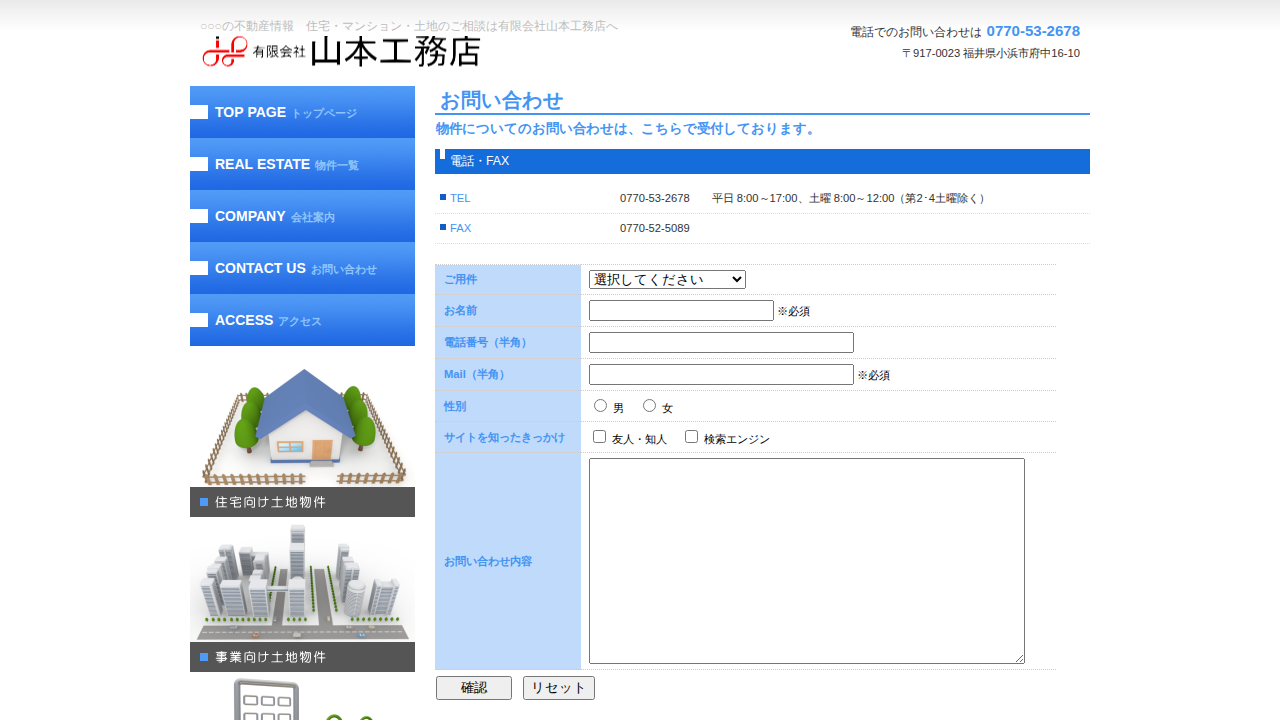 ○○○の不動産情報　住宅・マンション・土地のご相談は有限会社山本工務店へ
有限会社 山本工務店
電話でのお問い合わせは 0770-53-2678
〒917-0023 福井県小浜市府中16-10
TOP PAGE トップページ
REAL ESTATE 物件一覧
COMPANY 会社案内
CONTACT US お問い合わせ
ACCESS アクセス
住宅向け土地物件
事業向け土地物件
お問い合わせ
物件についてのお問い合わせは、こちらで受付しております。
電話・FAX
TEL 0770-53-2678　　平日 8:00～17:00、土曜 8:00～12:00（第2･4土曜除く）
FAX 0770-52-5089
ご用件 選択してください
お名前 ※必須
電話番号（半角）
Mail（半角） ※必須
性別 男 女
サイトを知ったきっかけ 友人・知人 検索エンジン
お問い合わせ内容
確認 リセット